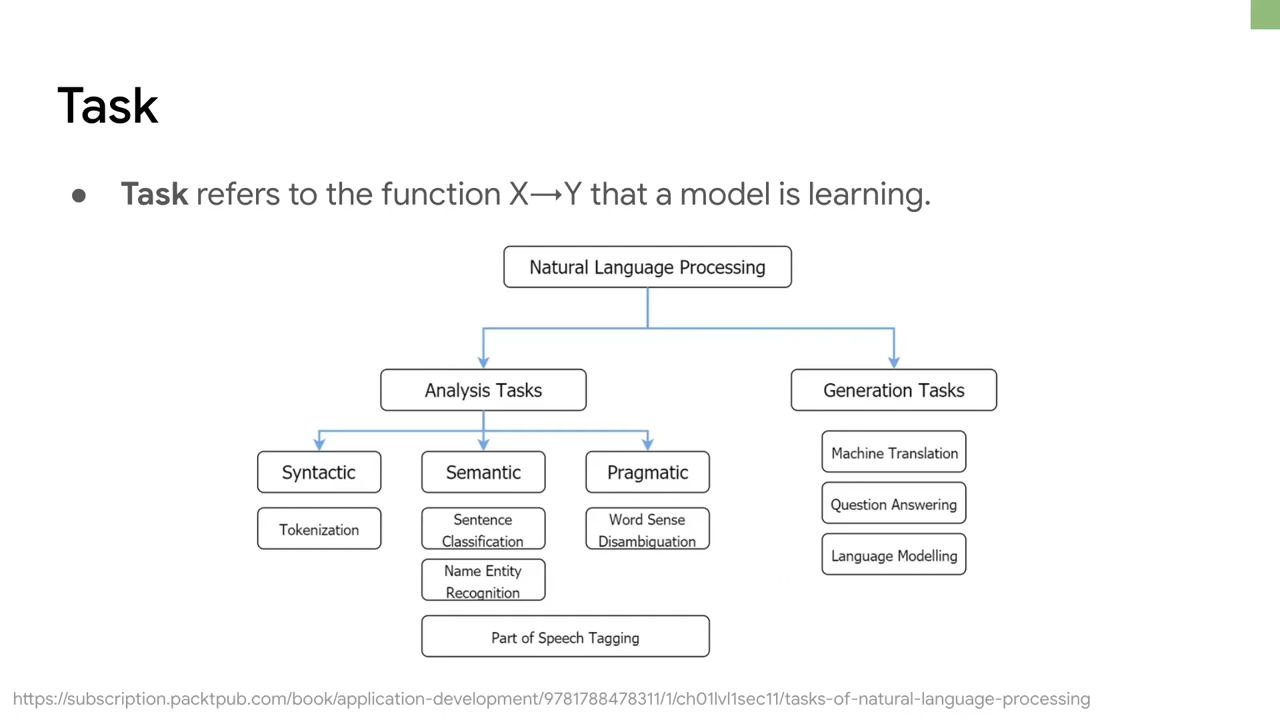 Task
● Task refers to the function X→Y that a model is learning.
Natural Language Processing
Analysis Tasks
Generation Tasks
Syntactic
Semantic
Pragmatic
Tokenization
Sentence
Classification
Word Sense
Disambiguation
Name Entity
Recognition
Part of Speech Tagging
Machine Translation
Question Answering
Language Modelling
https://subscription.packtpub.com/book/application-development/9781788478311/1/ch01lvl1sec11/tasks-of-natural-language-processing